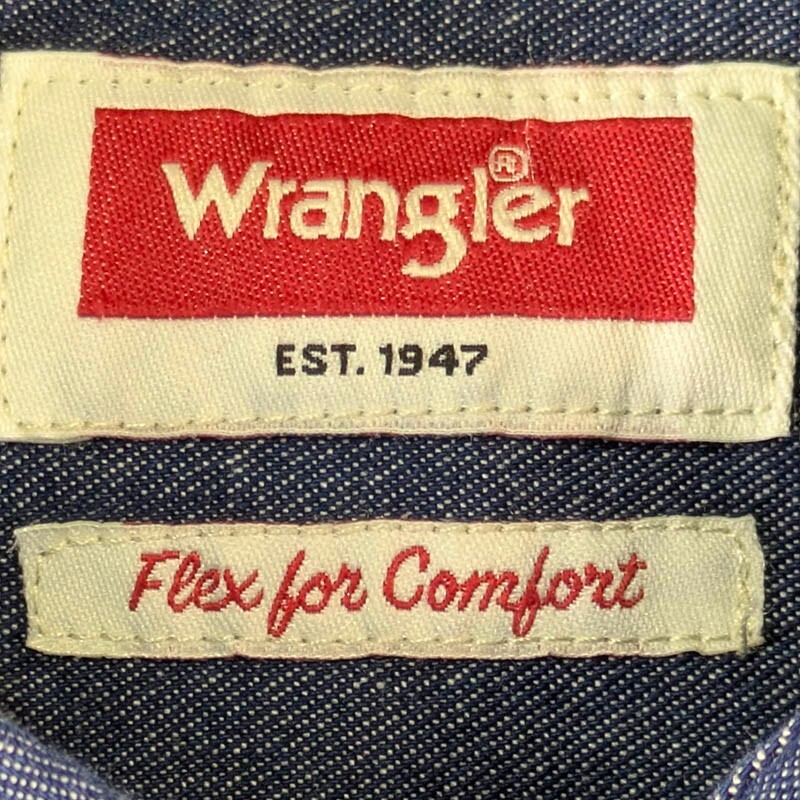 Wrangler®
EST. 1947
Flex for Comfort